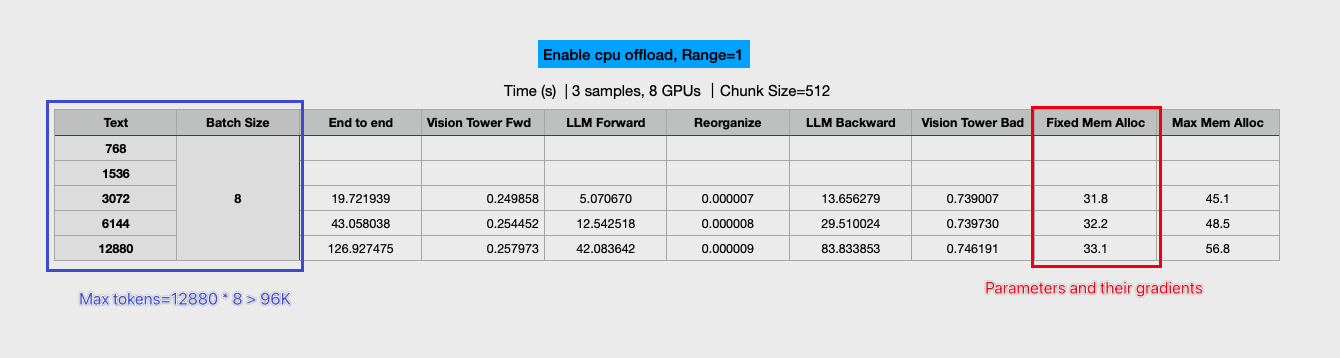 Enable cpu offload, Range=1
Time (s) | 3 samples, 8 GPUs | Chunk Size=512
Text Batch Size End to end Vision Tower Fwd LLM Forward Reorganize LLM Backward Vision Tower Bad Fixed Mem Alloc Max Mem Alloc
768
1536
3072 8 19.721939 0.249858 5.070670 0.000007 13.656279 0.739007 31.8 45.1
6144 43.058038 0.254452 12.542518 0.000008 29.510024 0.739730 32.2 48.5
12880 126.927475 0.257973 42.083642 0.000009 83.833853 0.746191 33.1 56.8
Max tokens=12880 * 8 > 96K
Parameters and their gradients